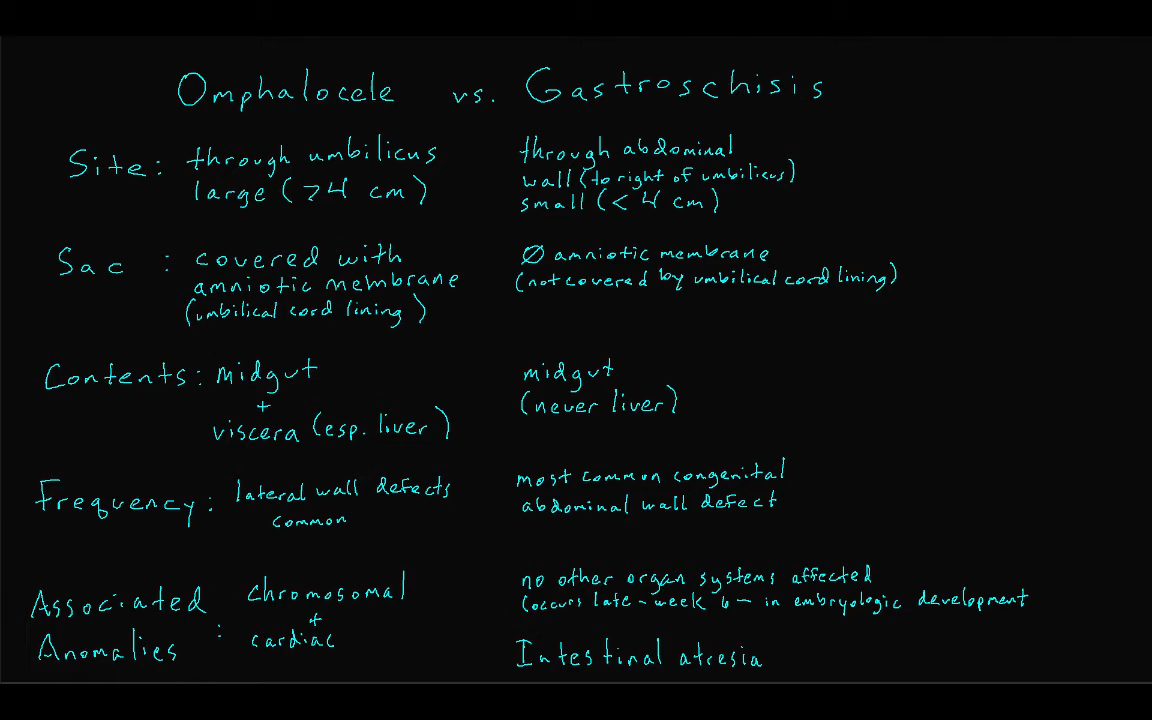 Omphalocele vs. Gastroschisis
Site: through umbilicus
large (>4 cm)
through abdominal
wall (to right of umbilicus)
small (< 4 cm)
Sac : covered with
amniotic membrane
(umbilical cord lining)
∅ amniotic membrane
(not covered by umbilical cord lining)
Contents: midgut
+
viscera (esp. liver)
midgut
(never liver)
Frequency: lateral wall defects
common
most common congenital
abdominal wall defect
Associated
Anomalies :
chromosomal
+
cardiac
no other organ systems affected
(occurs late - week 6 - in embryologic development
Intestinal atresia